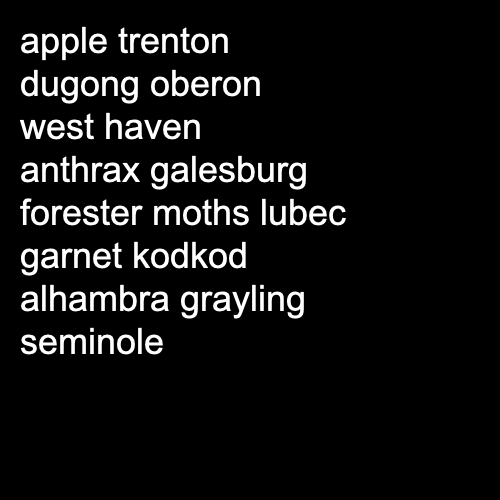 apple trenton
dugong oberon
west haven
anthrax galesburg
forester moths lubec
garnet kodkod
alhambra grayling
seminole